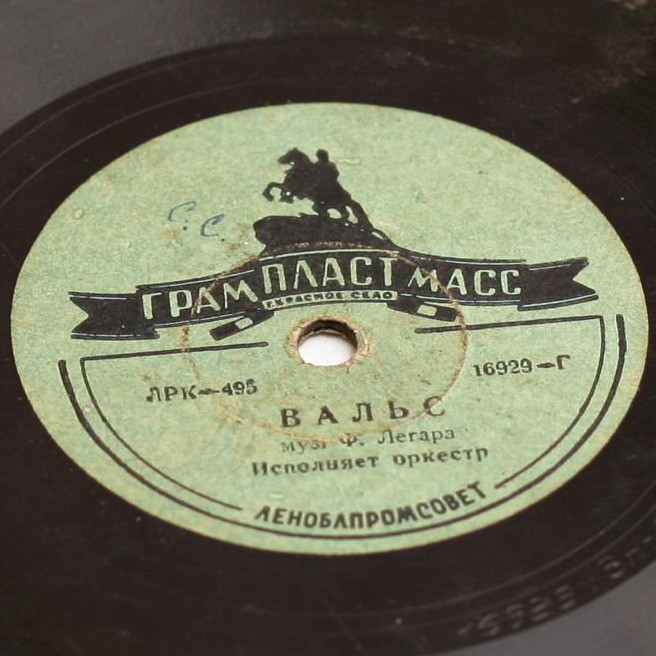 С. С.
ГРАМПЛАСТМАСС
Г. КРАСНОЕ СЕЛО
ЛРК-495
16929-Г
ВАЛЬС
муз. Ф. Легара
Исполняет оркестр
ЛЕНОБЛПРОМСОВЕТ